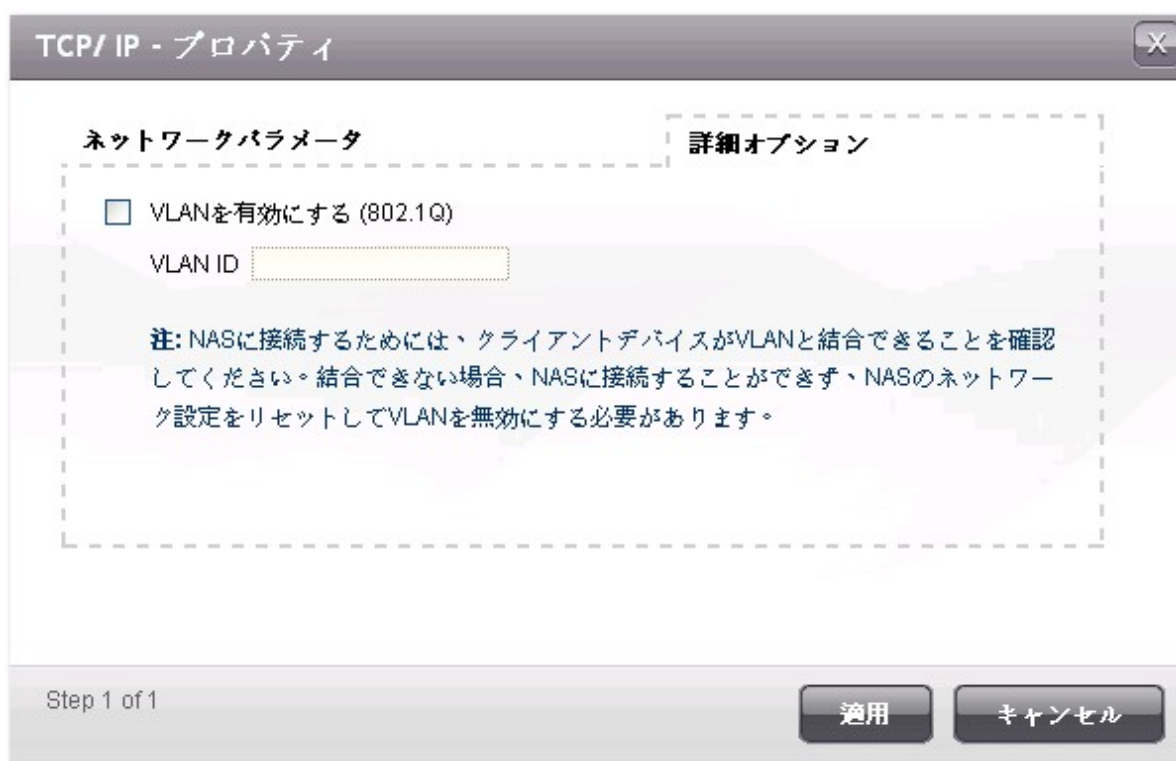 TCP/ IP - プロパティ
X
ネットワークパラメータ
詳細オプション
VLANを有効にする (802.1Q)
VLAN ID
注: NASに接続するためには、クライアントデバイスがVLANと結合できることを確認
してください。結合できない場合、NASに接続することができず、NASのネットワー
ク設定をリセットしてVLANを無効にする必要があります。
Step 1 of 1
適用
キャンセル